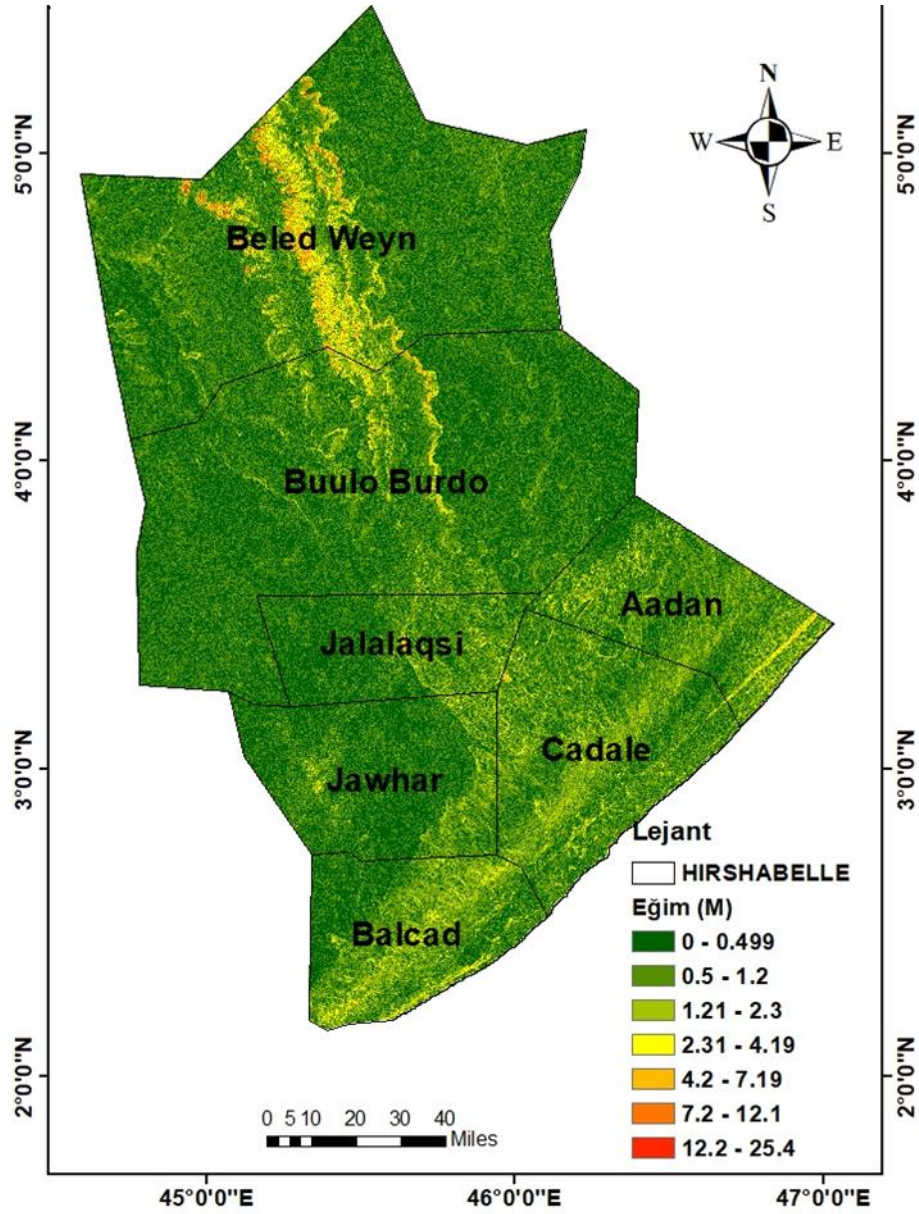 N
W E
S
5°0'0"N
5°0'0"N
Beled Weyn
4°0'0"N
4°0'0"N
Buulo Burdo
Aadan
Jalalaqsi
Cadale
3°0'0"N
3°0'0"N
Jawhar
Balcad
2°0'0"N
2°0'0"N
Lejant
HIRSHABELLE
Eğim (M)
0 - 0.499
0.5 - 1.2
1.21 - 2.3
2.31 - 4.19
4.2 - 7.19
7.2 - 12.1
12.2 - 25.4
0 5 10 20 30 40
Miles
45°0'0"E 46°0'0"E 47°0'0"E